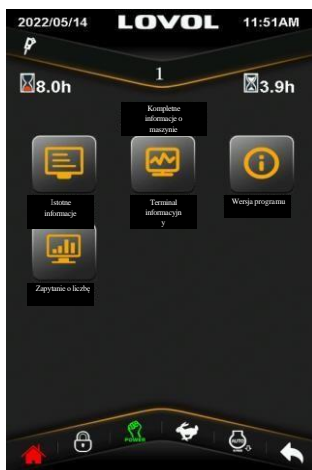 2022/05/14 LOVOL 11:51AM
1
8.0h 3.9h
Kompletne
informacje o
maszynie
Istotne
informacje
Terminal
informacyjn
y
Wersja programu
Zapytanie o liczbę
POWER
AUTO